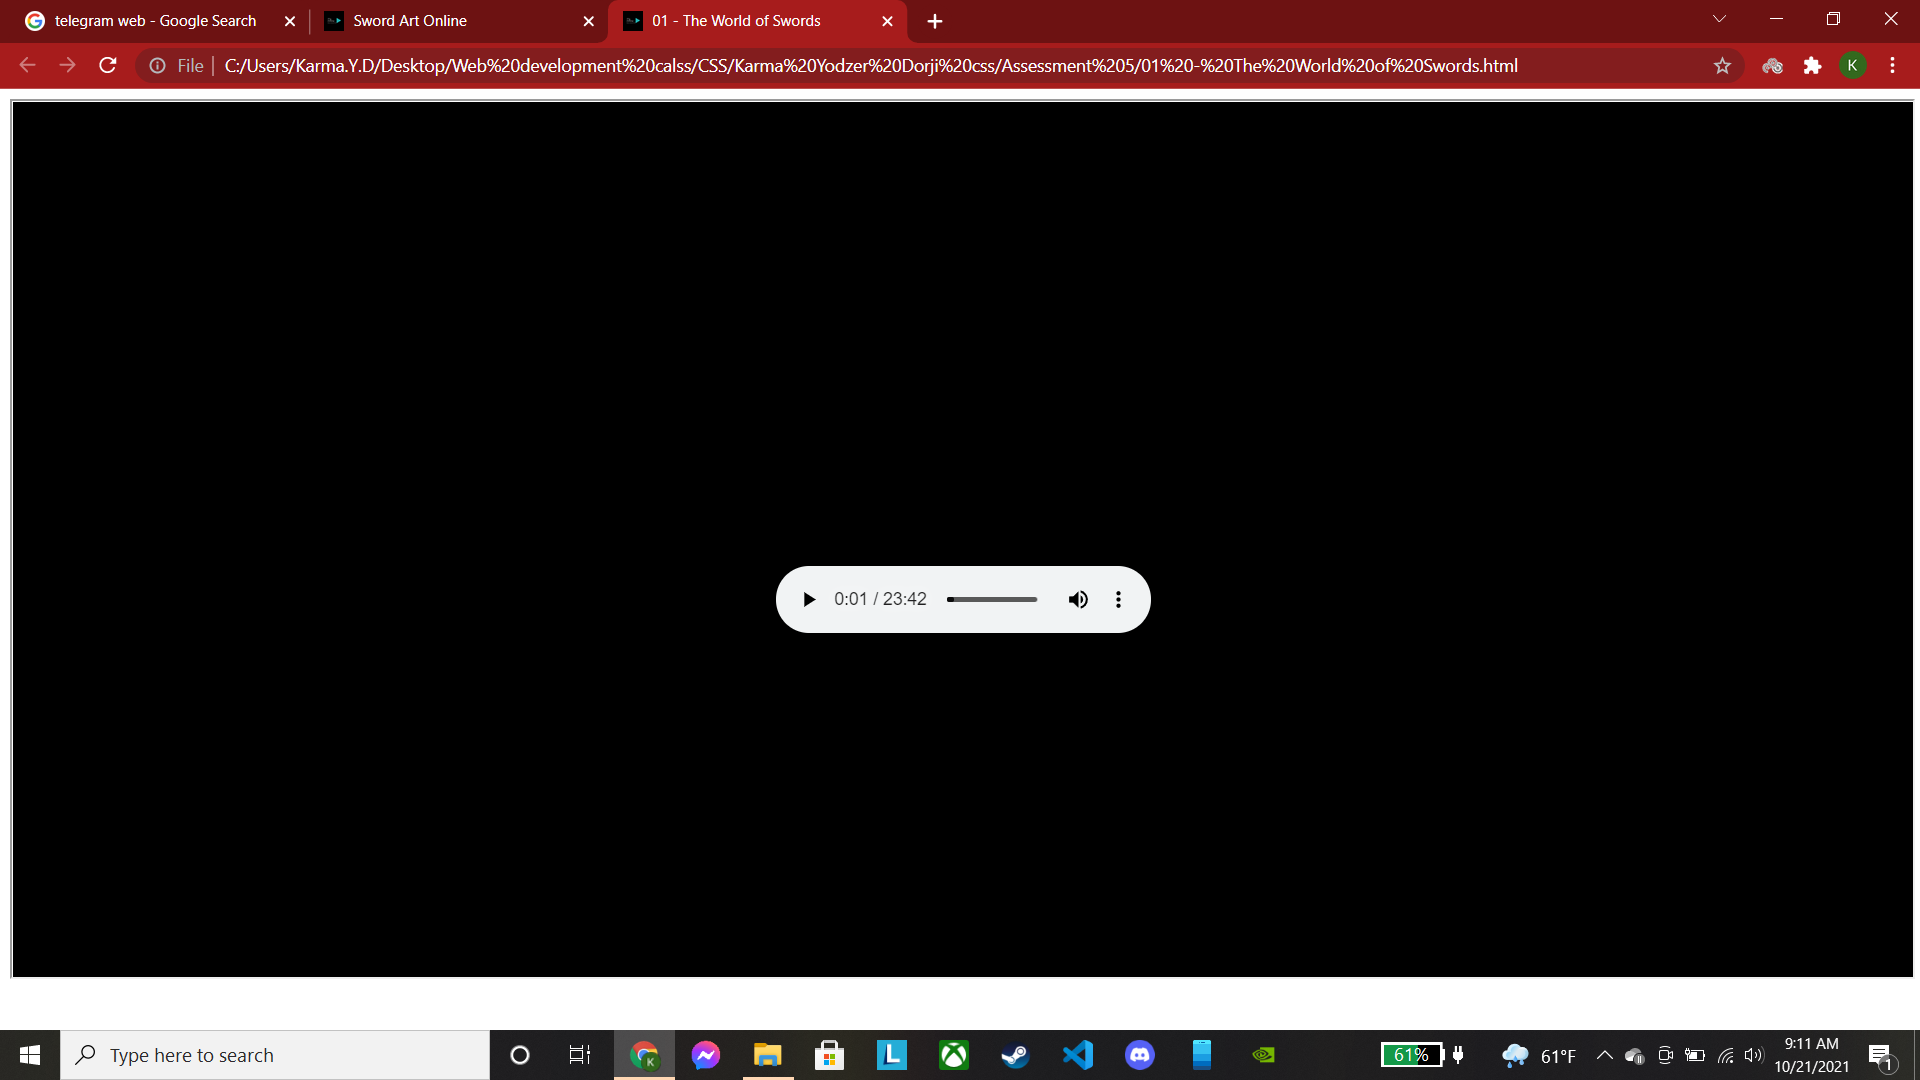 telegram web - Google Search
Sword Art Online
01 - The World of Swords
File
C:/Users/Karma.Y.D/Desktop/Web%20development%20calss/CSS/Karma%20Yodzer%20Dorji%20css/Assessment%205/01%20-%20The%20World%20of%20Swords.html
K
0:01 / 23:42
Type here to search
K
L
61%
61°F
9:11 AM
10/21/2021
1